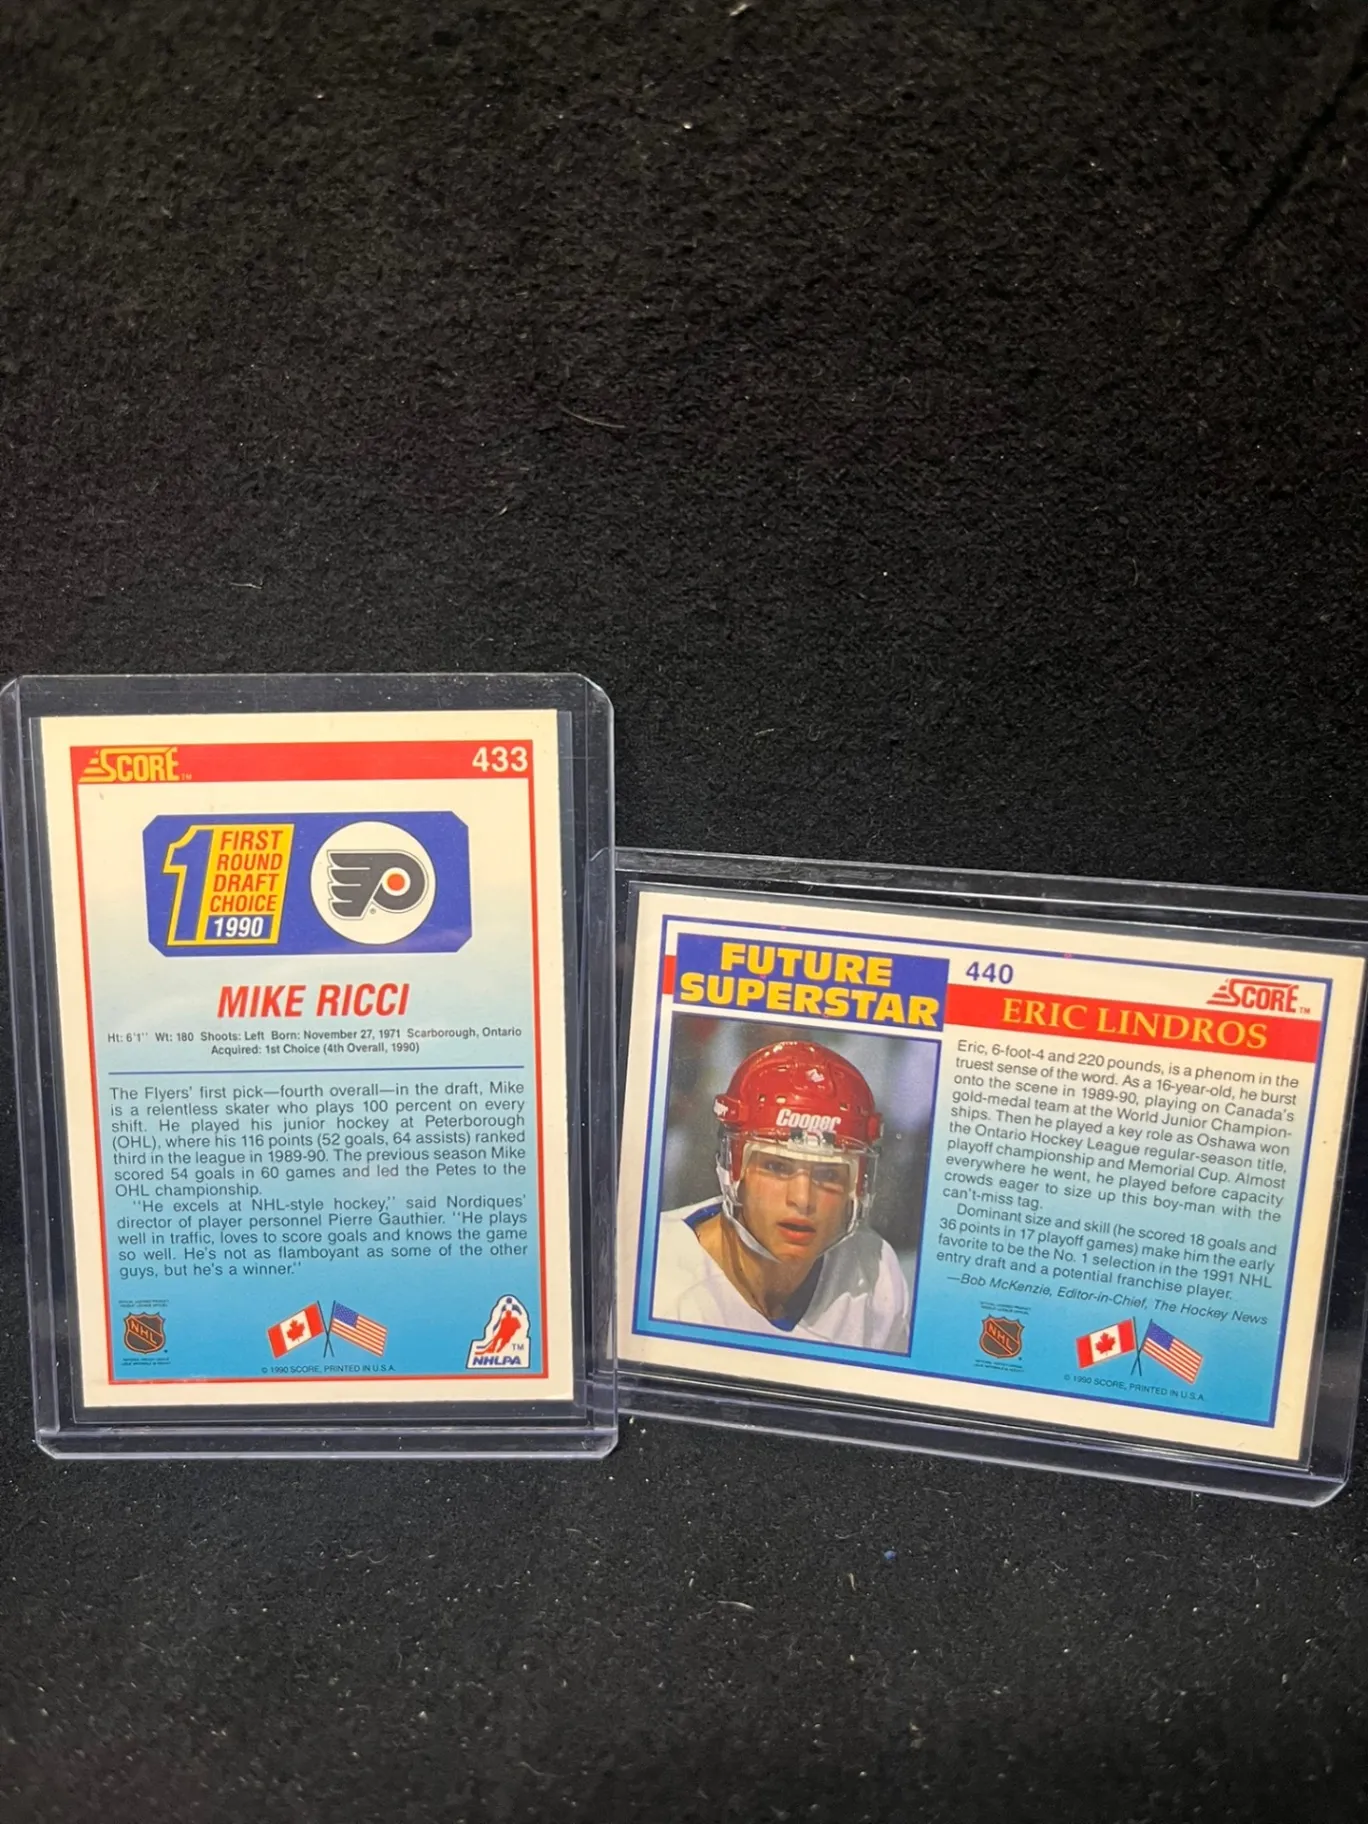 SCORE TM
433
1 FIRST
ROUND
DRAFT
CHOICE
1990
MIKE RICCI
Ht: 6'1'' Wt: 180 Shoots: Left Born: November 27, 1971 Scarborough, Ontario
Acquired: 1st Choice (4th Overall, 1990)
The Flyers' first pick—fourth overall—in the draft, Mike
is a relentless skater who plays 100 percent on every
shift. He played his junior hockey at Peterborough
(OHL), where his 116 points (52 goals, 64 assists) ranked
third in the league in 1989-90. The previous season Mike
scored 54 goals in 60 games and led the Petes to the
OHL championship.
''He excels at NHL-style hockey,'' said Nordiques'
director of player personnel Pierre Gauthier. ''He plays
well in traffic, loves to score goals and knows the game
so well. He's not as flamboyant as some of the other
guys, but he's a winner.''
NHL
TM
NHLPA
© 1990 SCORE, PRINTED IN U.S.A.
FUTURE
SUPERSTAR
440
SCORE TM
ERIC LINDROS
Cooper
Eric, 6-foot-4 and 220 pounds, is a phenom in the
truest sense of the word. As a 16-year-old, he burst
onto the scene in 1989-90, playing on Canada's
gold-medal team at the World Junior Champion-
ships. Then he played a key role as Oshawa won
the Ontario Hockey League regular-season title,
playoff championship and Memorial Cup. Almost
everywhere he went, he played before capacity
crowds eager to size up this boy-man with the
can't-miss tag.
Dominant size and skill (he scored 18 goals and
36 points in 17 playoff games) make him the early
favorite to be the No. 1 selection in the 1991 NHL
entry draft and a potential franchise player.
—Bob McKenzie, Editor-in-Chief, The Hockey News
NHL
© 1990 SCORE, PRINTED IN U.S.A.